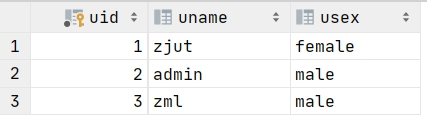 uid uname usex
1 1 zjut female
2 2 admin male
3 3 zml male